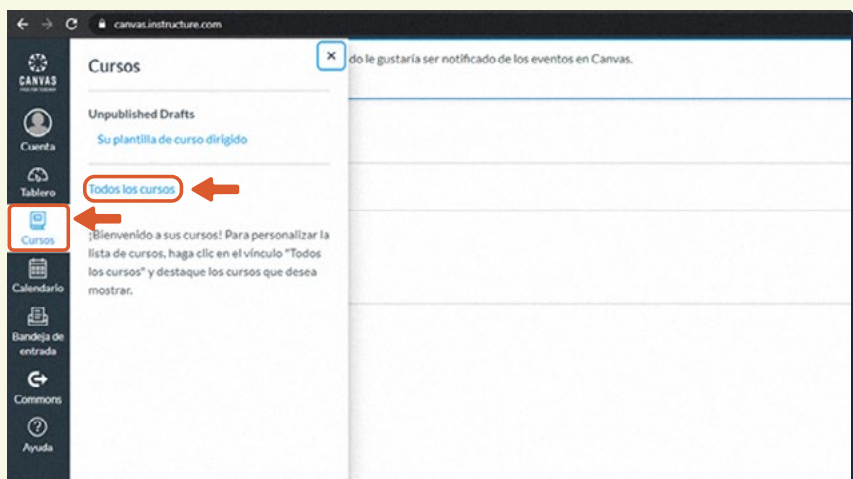 canvas.instructure.com
CANVAS
Cuenta
Tablero
Cursos
Calendario
Bandeja de
entrada
Commons
Ayuda
Cursos
Unpublished Drafts
Su plantilla de curso dirigido
Todos los cursos
¡Bienvenido a sus cursos! Para personalizar la
lista de cursos, haga clic en el vínculo "Todos
los cursos" y destaque los cursos que desea
mostrar.
do le gustaría ser notificado de los eventos en Canvas.